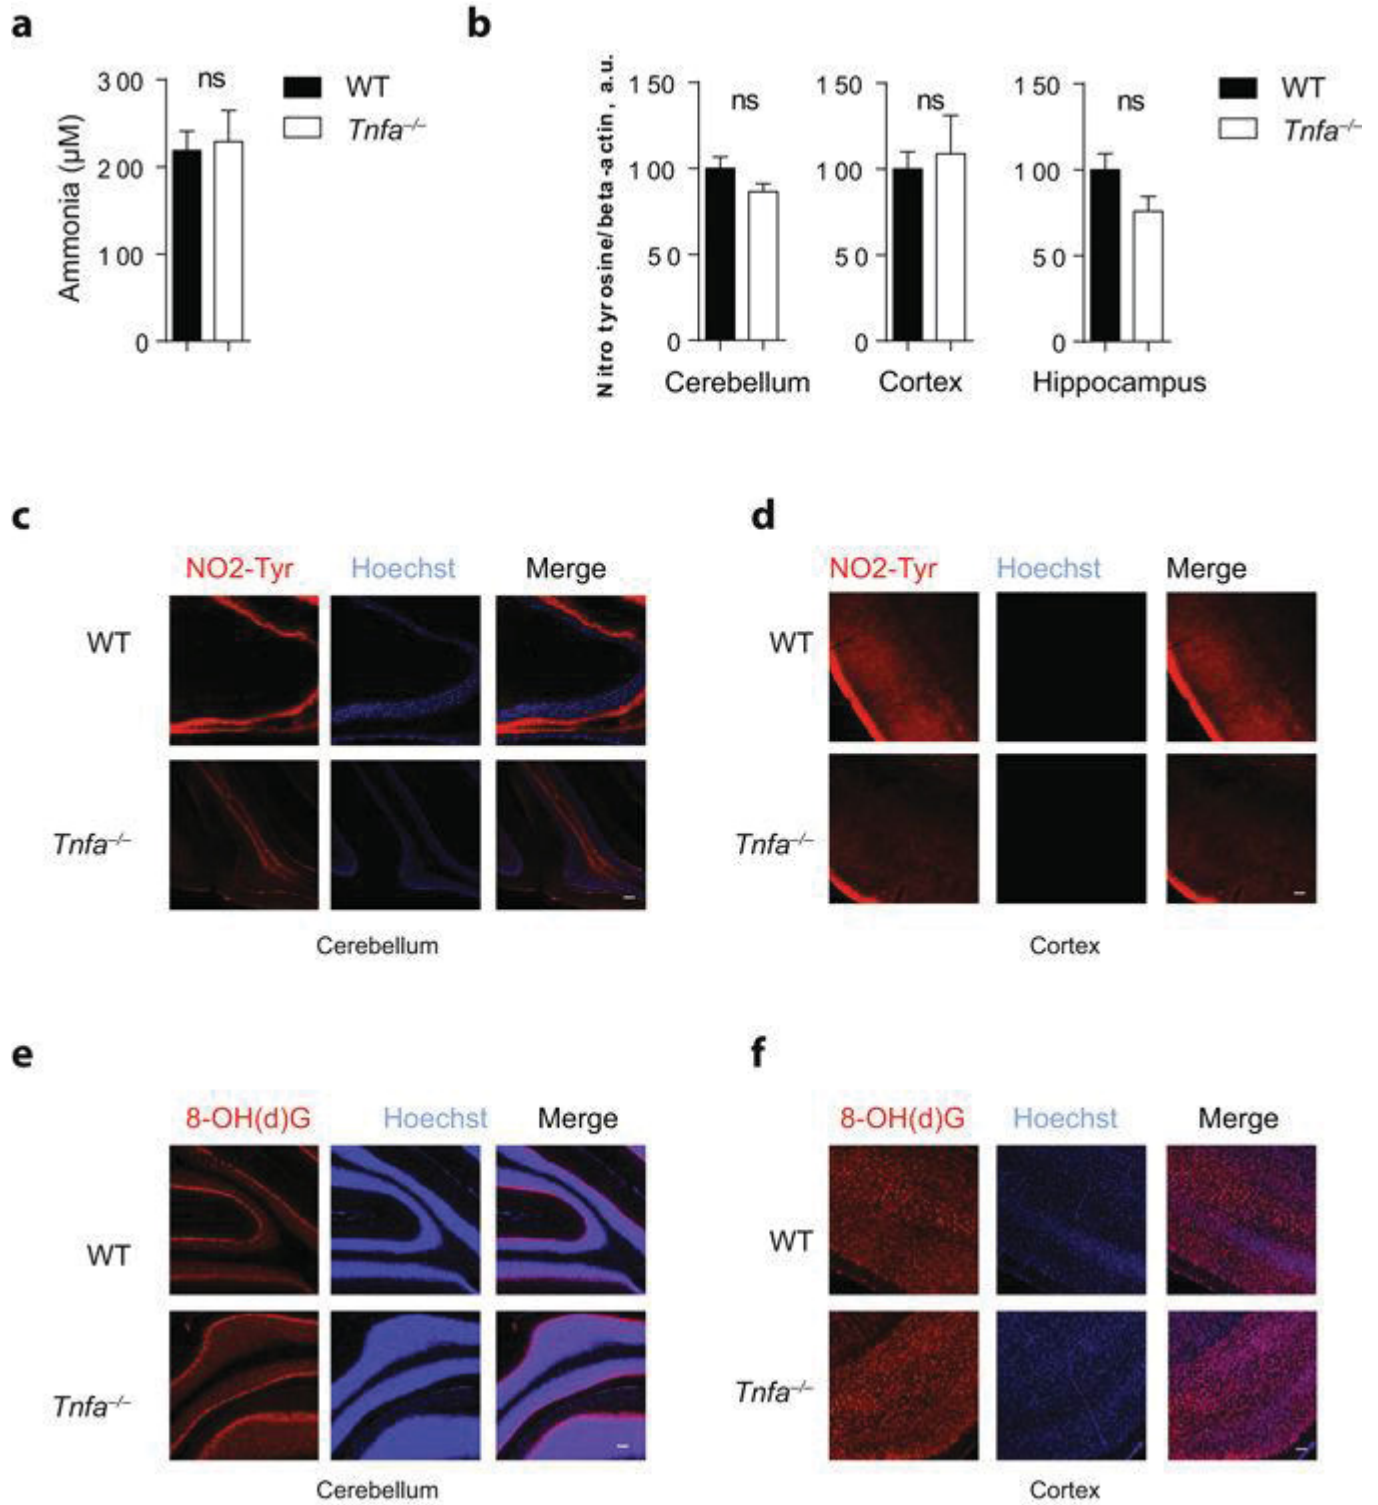 a
b
300
200
100
0
Ammonia (µM)
ns
WT
Tnfa–/–
Nitro tyrosine/beta-actin, a.u.
150
100
50
0
ns
Cerebellum
150
100
50
0
ns
Cortex
150
100
50
0
ns
Hippocampus
WT
Tnfa–/–
c
NO2-Tyr Hoechst Merge
WT
Tnfa–/–
Cerebellum
d
NO2-Tyr Hoechst Merge
WT
Tnfa–/–
Cortex
e
8-OH(d)G Hoechst Merge
WT
Tnfa–/–
Cerebellum
f
8-OH(d)G Hoechst Merge
WT
Tnfa–/–
Cortex